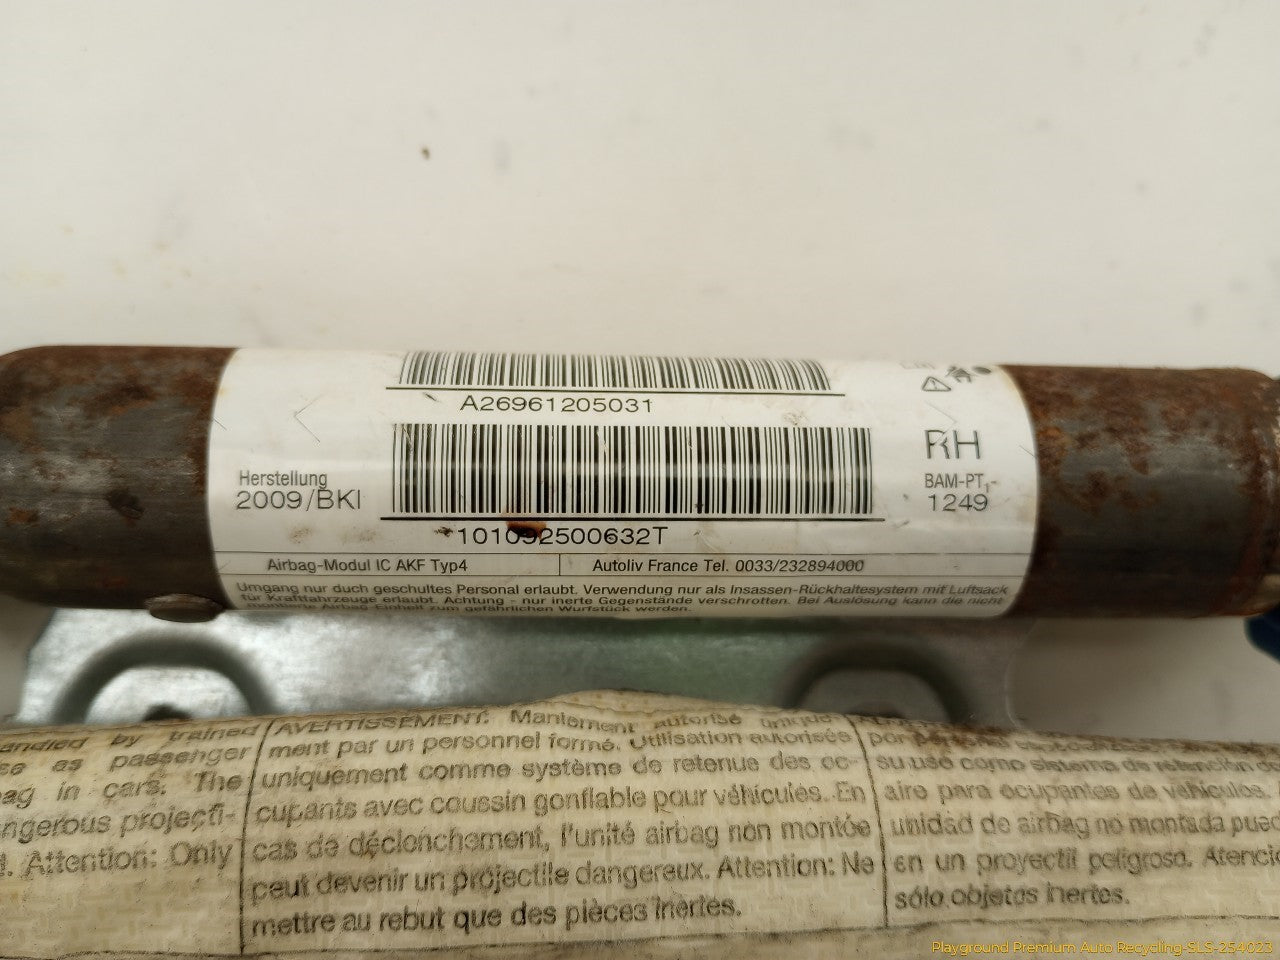 A26961205031
RH
Herstellung
2009/BKI
BAM-PT₁-
1249
101092500632T
Airbag-Modul IC AKF Typ4
Autoliv France Tel. 0033/232894000
Umgang nur duch geschultes Personal erlaubt. Verwendung nur als Insassen-Rückhaltesystem mit Luftsack
für Kraftfahrzeuge erlaubt. Achtung - nur inerte Gegenstände verschrotten. Bei Auslösung kann die nicht
montierte Airbag-Einheit zum gefährlichen Wurfstück werden.
handled by trained
as passenger
in cars. The
projecti-
Attention: Only
AVERTISSEMENT: Maniement autorisé unique
ment par un personnel formé. Utilisation autorisée
uniquement comme système de retenue des oc-
cupants avec coussin gonflable pour véhicules. En
cas de déclenchement, l'unité airbag non montée
peut devenir un projectile dangereux. Attention: Ne
mettre au rebut que des pièces inertes.
por
su uso como sistema de retención de
aire para ocupantes de vehículos.
unidad de airbag no montada pued
en un proyectil peligroso. Atenció
sólo objetos inertes.
Playground Premium Auto Recycling-SLS-254023